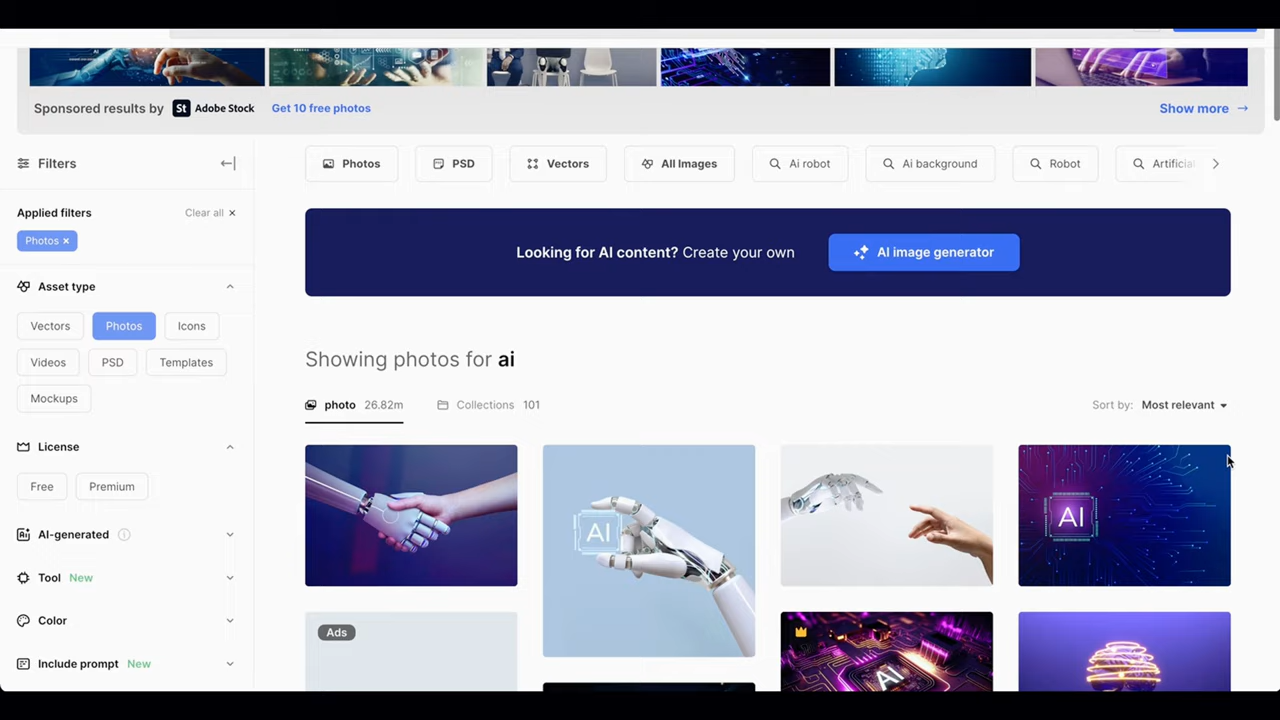 Sponsored results by St Adobe Stock Get 10 free photos Show more →
Filters
Photos PSD Vectors All Images Ai robot Ai background Robot
Applied filters Clear all ×
Photos ×
Looking for AI content? Create your own AI image generator
Asset type
Vectors Photos Icons
Videos PSD Templates
Mockups
Showing photos for ai
photo 26.82m Collections 101 Sort by: Most relevant
License
Free Premium
AI-generated
Tool New
Color
Include prompt New
AI
AI
Ads
AI